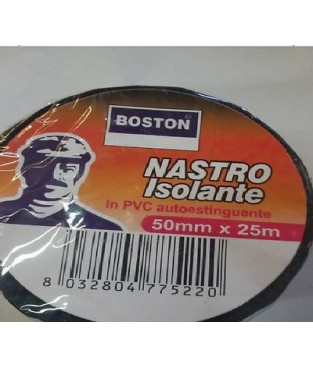 BOSTON
NASTRO
Isolante
In PVC autoestinguente
50mm x 25m
8 032804 775220